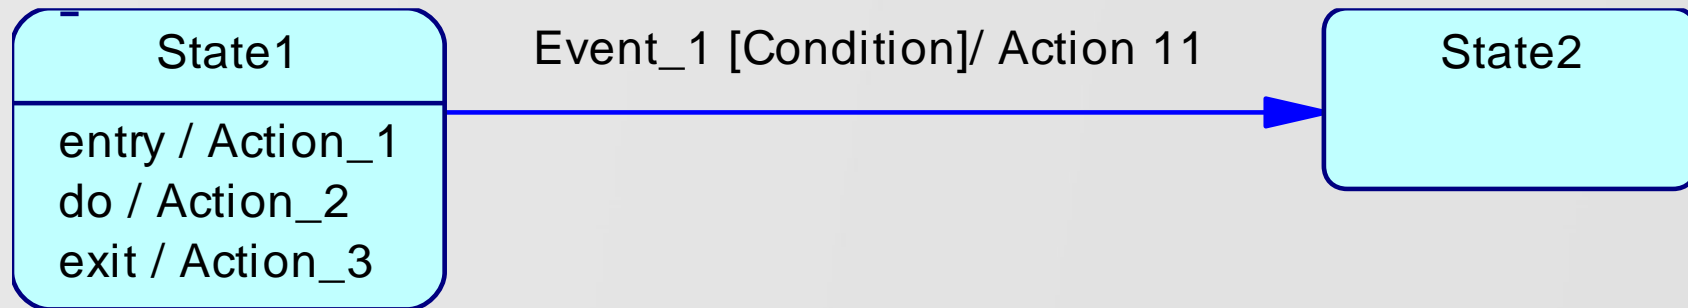 State1
entry / Action_1
do / Action_2
exit / Action_3
Event_1 [Condition]/ Action 11
State2